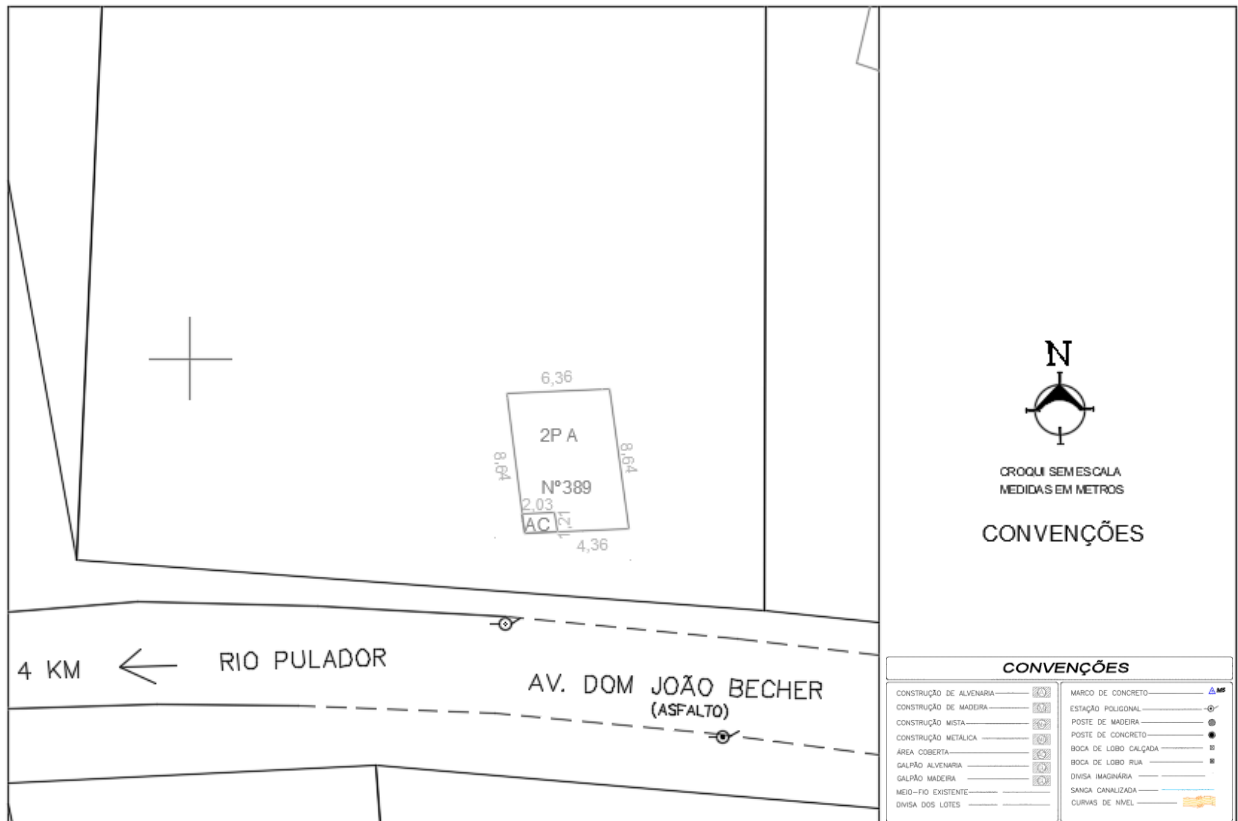 6,36
2P A
8,64
8,64
Nº389
2,03
AC
1,21
4,36
4 KM
RIO PULADOR
AV. DOM JOÃO BECHER
(ASFALTO)
N
CROQUI SEM ESCALA
MEDIDAS EM METROS
CONVENÇÕES
CONVENÇÕES
CONSTRUÇÃO DE ALVENARIA
CONSTRUÇÃO DE MADEIRA
CONSTRUÇÃO MISTA
CONSTRUÇÃO METÁLICA
ÁREA COBERTA
GALPÃO ALVENARIA
GALPÃO MADEIRA
MEIO-FIO EXISTENTE
DIVISA DOS LOTES
MARCO DE CONCRETO
ESTAÇÃO POLIGONAL
POSTE DE MADEIRA
POSTE DE CONCRETO
BOCA DE LOBO CALÇADA
BOCA DE LOBO RUA
DIVISA IMAGINÁRIA
SANGA CANALIZADA
CURVAS DE NÍVEL